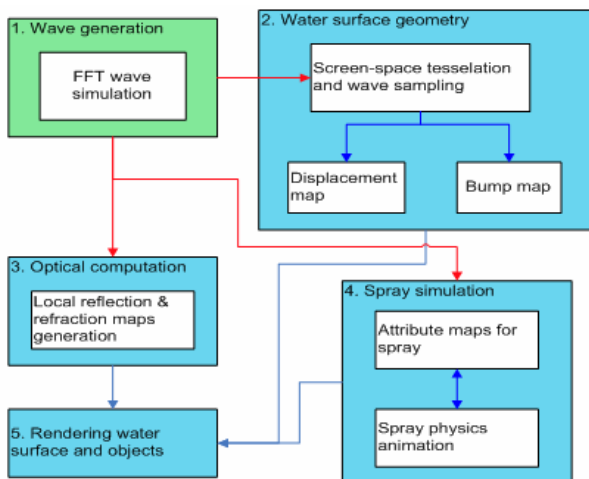 1. Wave generation
FFT wave
simulation
2. Water surface geometry
Screen-space tesselation
and wave sampling
Displacement
map
Bump map
3. Optical computation
Local reflection &
refraction maps
generation
4. Spray simulation
Attribute maps for
spray
Spray physics
animation
5. Rendering water
surface and objects